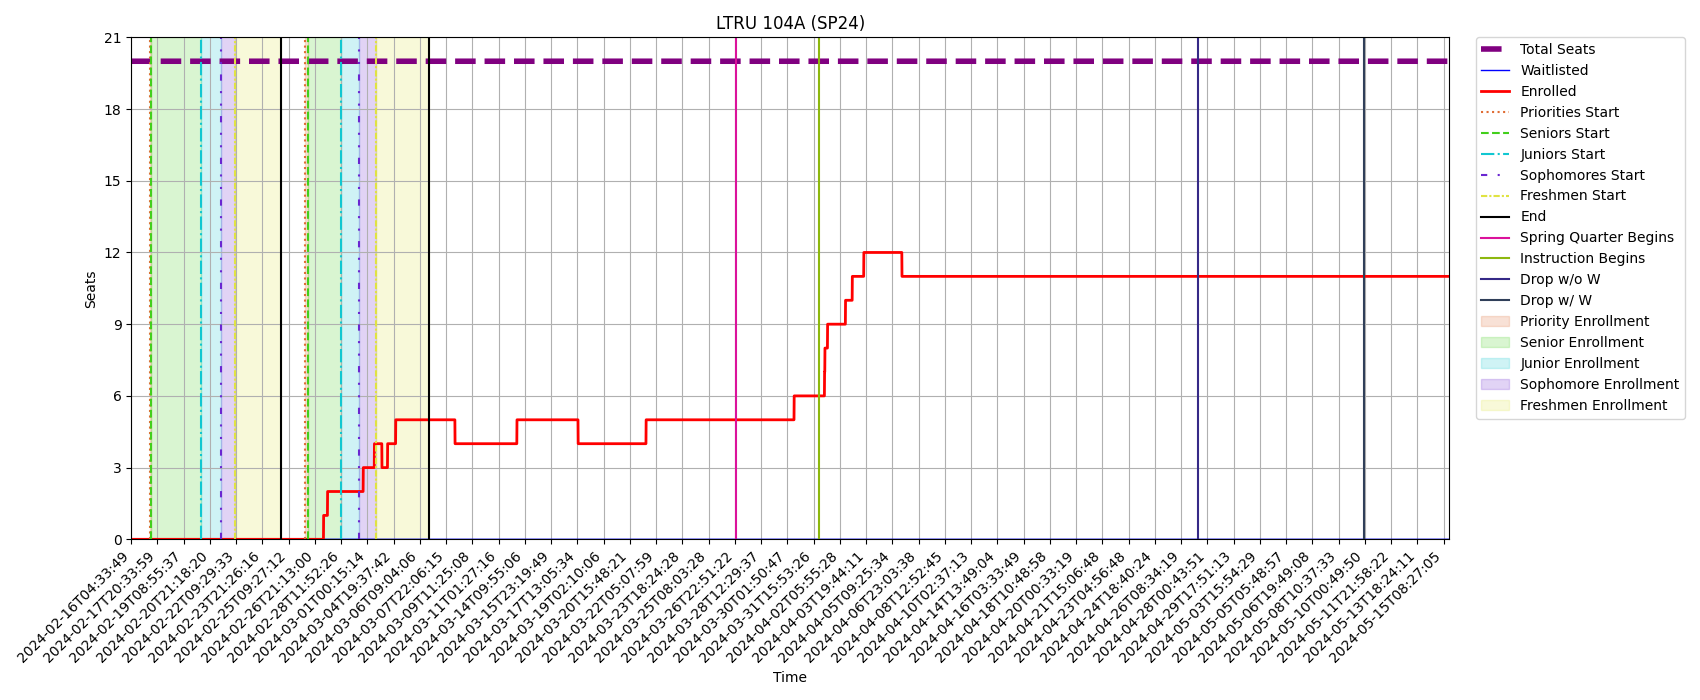 LTRU 104A (SP24)
Seats
21
18
15
12
9
6
3
0
2024-02-16T04:33:49
2024-02-17T20:33:59
2024-02-19T08:55:37
2024-02-20T21:18:20
2024-02-22T09:29:33
2024-02-23T21:26:16
2024-02-25T09:27:12
2024-02-26T21:13:00
2024-02-28T11:52:26
2024-03-01T00:15:14
2024-03-04T19:37:42
2024-03-06T09:04:06
2024-03-07T22:06:15
2024-03-09T11:25:08
2024-03-11T01:27:16
2024-03-14T09:55:06
2024-03-15T23:19:49
2024-03-17T13:05:34
2024-03-19T02:10:06
2024-03-20T15:48:21
2024-03-22T05:07:59
2024-03-23T18:24:28
2024-03-25T08:03:28
2024-03-26T22:51:22
2024-03-28T12:29:37
2024-03-30T01:50:47
2024-03-31T15:53:26
2024-04-02T05:55:28
2024-04-03T19:44:11
2024-04-05T09:25:34
2024-04-06T23:03:38
2024-04-08T12:52:45
2024-04-10T02:37:13
2024-04-14T13:49:04
2024-04-16T03:33:49
2024-04-18T10:48:58
2024-04-20T00:33:19
2024-04-21T15:06:48
2024-04-23T04:56:48
2024-04-24T18:40:24
2024-04-26T08:34:19
2024-04-28T00:43:51
2024-04-29T17:51:13
2024-05-03T15:54:29
2024-05-05T05:48:57
2024-05-06T19:49:08
2024-05-08T10:37:33
2024-05-10T00:49:50
2024-05-11T21:58:22
2024-05-13T18:24:11
2024-05-15T08:27:05
Time
Total Seats
Waitlisted
Enrolled
Priorities Start
Seniors Start
Juniors Start
Sophomores Start
Freshmen Start
End
Spring Quarter Begins
Instruction Begins
Drop w/o W
Drop w/ W
Priority Enrollment
Senior Enrollment
Junior Enrollment
Sophomore Enrollment
Freshmen Enrollment